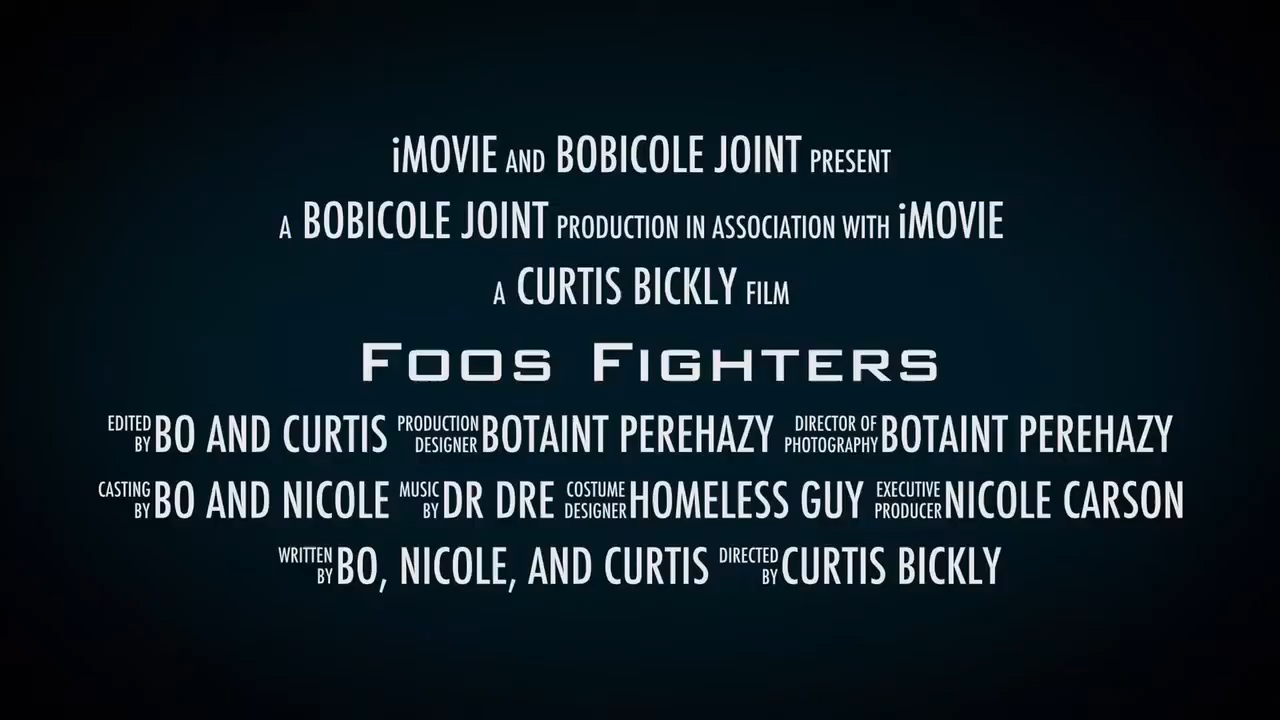 iMOVIE AND BOBICOLE JOINT PRESENT
A BOBICOLE JOINT PRODUCTION IN ASSOCIATION WITH iMOVIE
A CURTIS BICKLY FILM
FOOS FIGHTERS
EDITED BY BO AND CURTIS PRODUCTION DESIGNER BOTAINT PEREHAZY DIRECTOR OF PHOTOGRAPHY BOTAINT PEREHAZY
CASTING BY BO AND NICOLE MUSIC BY DR DRE COSTUME DESIGNER HOMELESS GUY EXECUTIVE PRODUCER NICOLE CARSON
WRITTEN BY BO, NICOLE, AND CURTIS DIRECTED BY CURTIS BICKLY